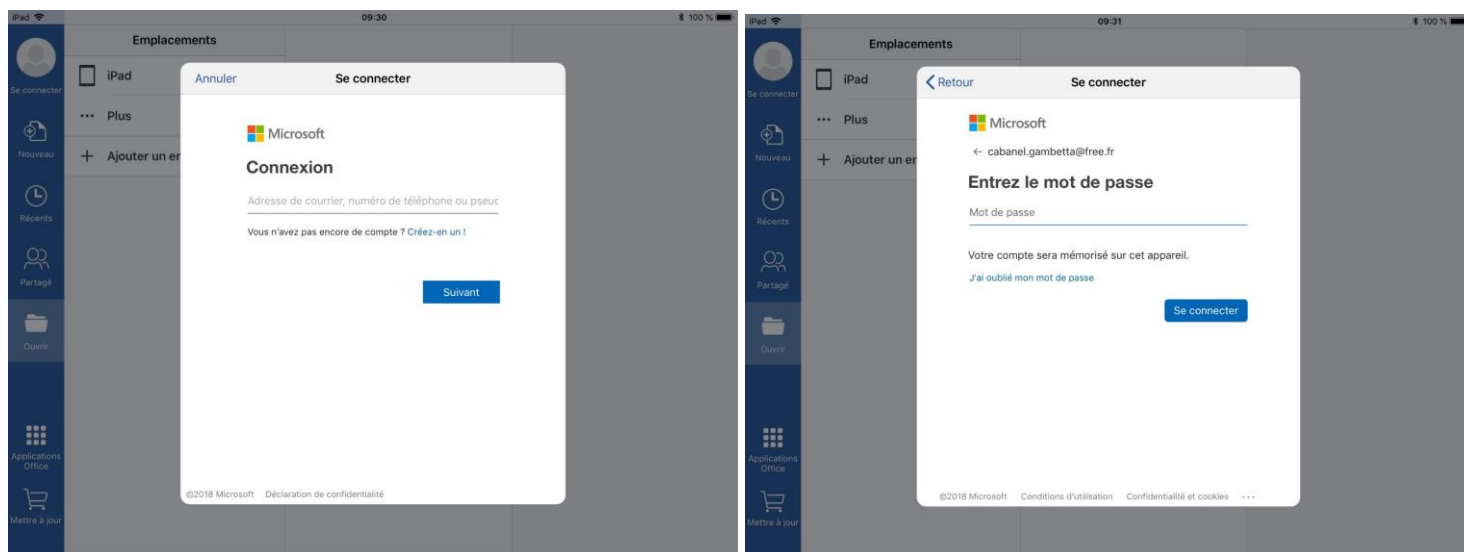 iPad 09:30 100 %
Emplacements
Se connecter
iPad
Plus
Ajouter un
Nouveau
Récents
Partagé
Ouvrir
Applications
Office
Mettre à jour
Annuler Se connecter
Microsoft
Connexion
Adresse de courrier, numéro de téléphone ou
Vous n'avez pas encore de compte ? Créez-en un !
Suivant
©2018 Microsoft Déclaration de confidentialité
iPad 09:31 100 %
Emplacements
Se connecter
iPad
Plus
Ajouter un
Nouveau
Récents
Partagé
Ouvrir
Applications
Office
Mettre à jour
Retour Se connecter
Microsoft
← cabanel.gambetta@free.fr
Entrez le mot de passe
Mot de passe
Votre compte sera mémorisé sur cet appareil.
J'ai oublié mon mot de passe
Se connecter
©2018 Microsoft Conditions d'utilisation Confidentialité et cookies ...